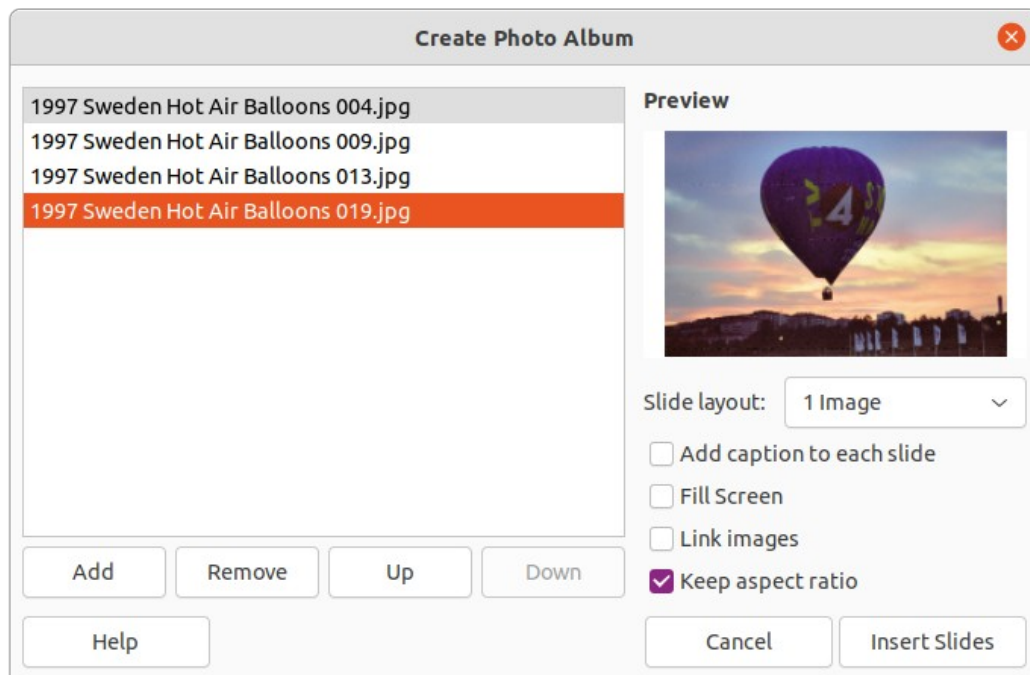 Create Photo Album
1997 Sweden Hot Air Balloons 004.jpg
1997 Sweden Hot Air Balloons 009.jpg
1997 Sweden Hot Air Balloons 013.jpg
1997 Sweden Hot Air Balloons 019.jpg
Add
Remove
Up
Down
Help
Preview
4
Slide layout:
1 Image
Add caption to each slide
Fill Screen
Link images
Keep aspect ratio
Cancel
Insert Slides